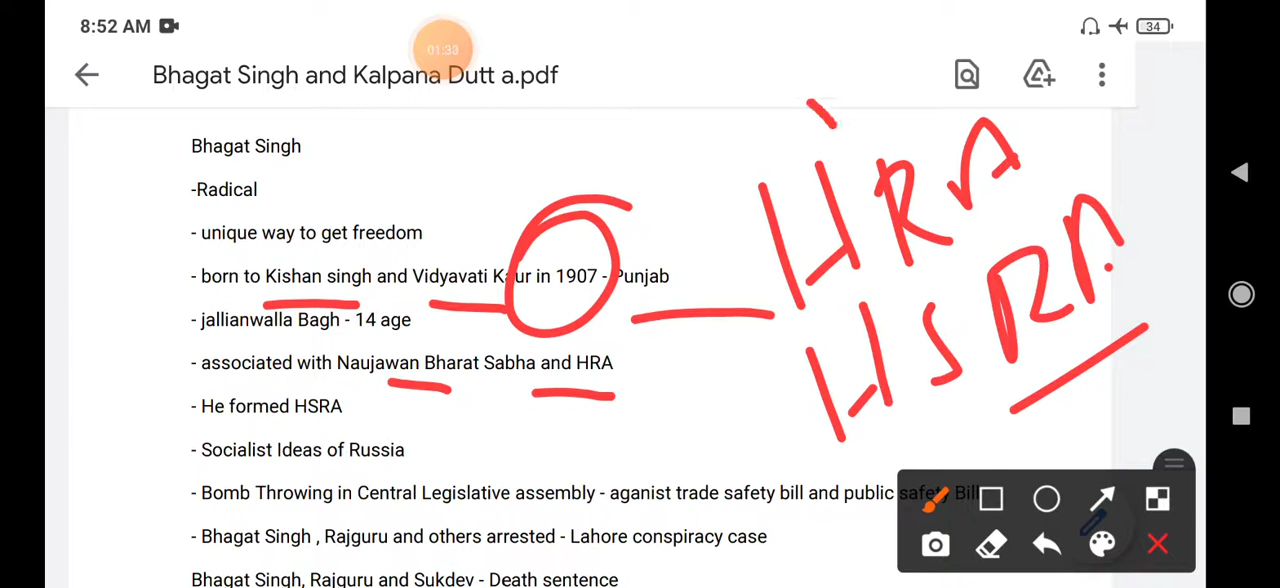 8:52 AM
34
01:33
Bhagat Singh and Kalpana Dutt a.pdf
Bhagat Singh
-Radical
- unique way to get freedom
- born to Kishan singh and Vidyavati Kaur in 1907 - Punjab
- jallianwalla Bagh - 14 age
- associated with Naujawan Bharat Sabha and HRA
- He formed HSRA
- Socialist Ideas of Russia
- Bomb Throwing in Central Legislative assembly - aganist trade safety bill and public safety Bill
- Bhagat Singh , Rajguru and others arrested - Lahore conspiracy case
Bhagat Singh, Rajguru and Sukdev - Death sentence
HRA
HSRA